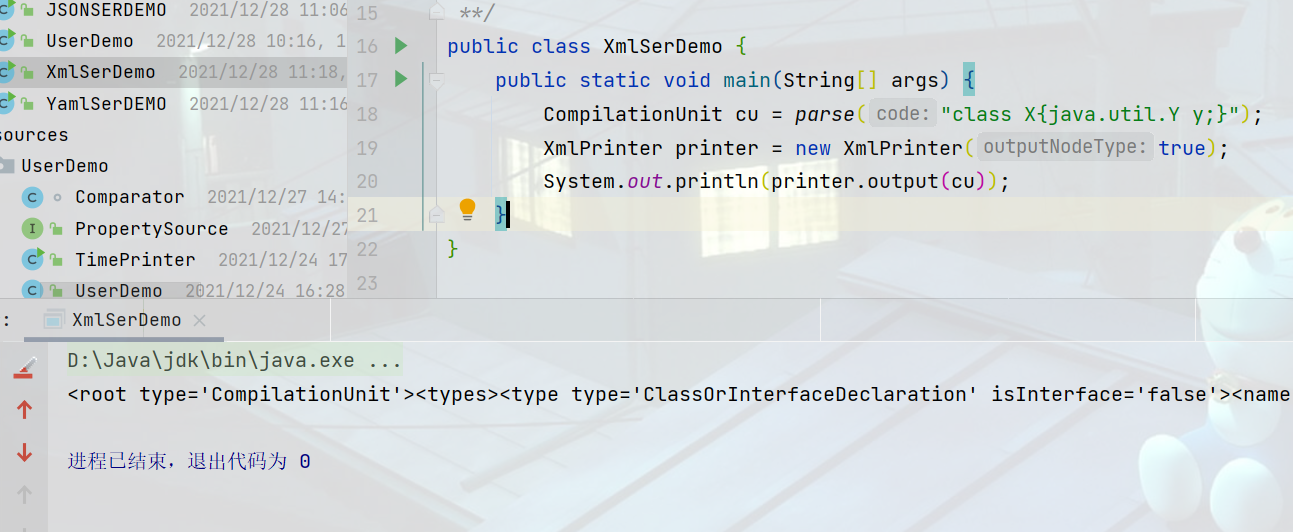 JSONSERDEMO 2021/12/28 11:06
UserDemo 2021/12/28 10:16, 1
XmlSerDemo 2021/12/28 11:18,
YamlSerDEMO 2021/12/28 11:16
sources
UserDemo
Comparator 2021/12/27 14:
PropertySource 2021/12/27
TimePrinter 2021/12/24 17
UserDemo 2021/12/24 16:28
15 **/
16 public class XmlSerDemo {
17 public static void main(String[] args) {
18 CompilationUnit cu = parse( code: "class X{java.util.Y y;}");
19 XmlPrinter printer = new XmlPrinter( outputNodeType: true);
20 System.out.println(printer.output(cu));
21 }
22 }
23
: XmlSerDemo
D:\Java\jdk\bin\java.exe ...
<root type='CompilationUnit'><types><type type='ClassOrInterfaceDeclaration' isInterface='false'><name
进程已结束，退出代码为 0